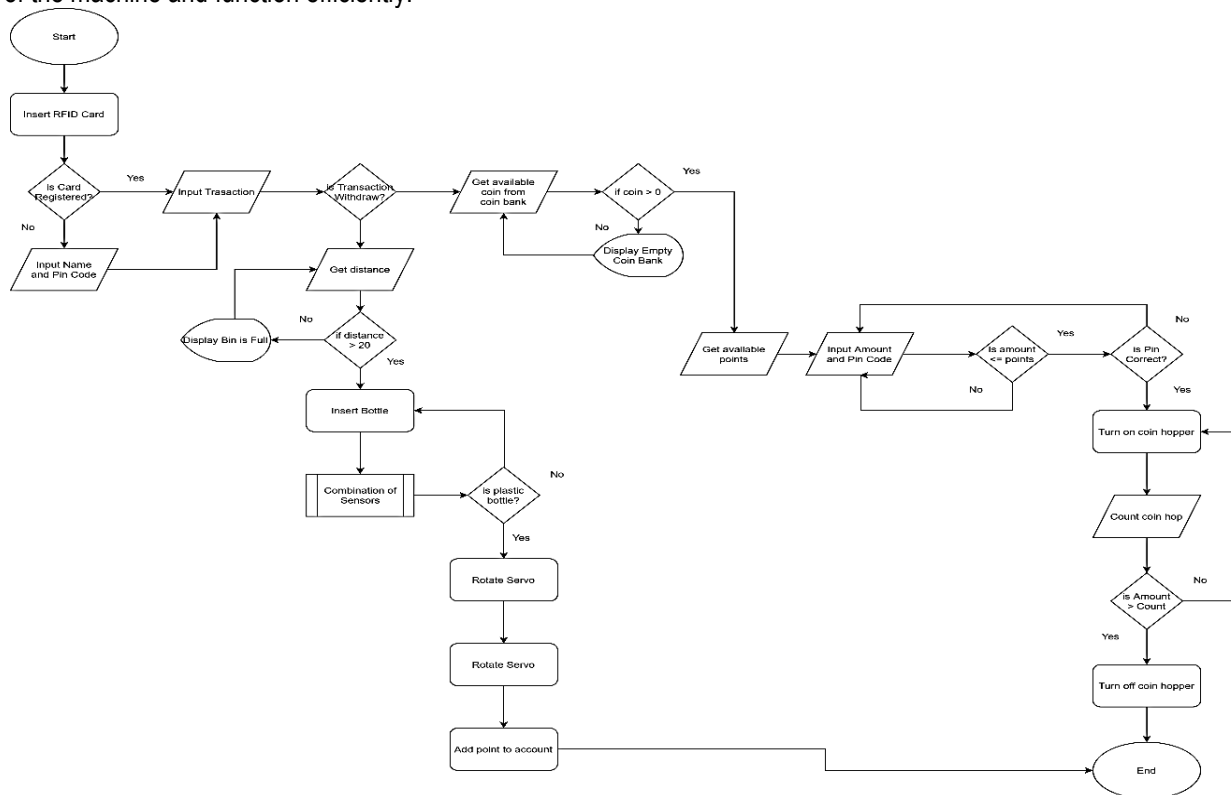 of the machine and function efficiently.
Start
Insert RFID Card
is Card
Registered?
Yes
No
Input Name
and Pin Code
Input Trasaction
is Transaction
Withdraw?
Get available
coin from
coin bank
if coin > 0
Yes
No
Display Empty
Coin Bank
Get distance
if distance
> 20
No
Display Bin is Full
Yes
Insert Bottle
Combination of
Sensors
is plastic
bottle?
No
Yes
Rotate Servo
Rotate Servo
Add point to account
Get available
points
Input Amount
and Pin Code
Is amount
<= points
Yes
No
is Pin
Correct?
No
Yes
Turn on coin hopper
Count coin hop
is Amount
> Count
No
Yes
Turn off coin hopper
End